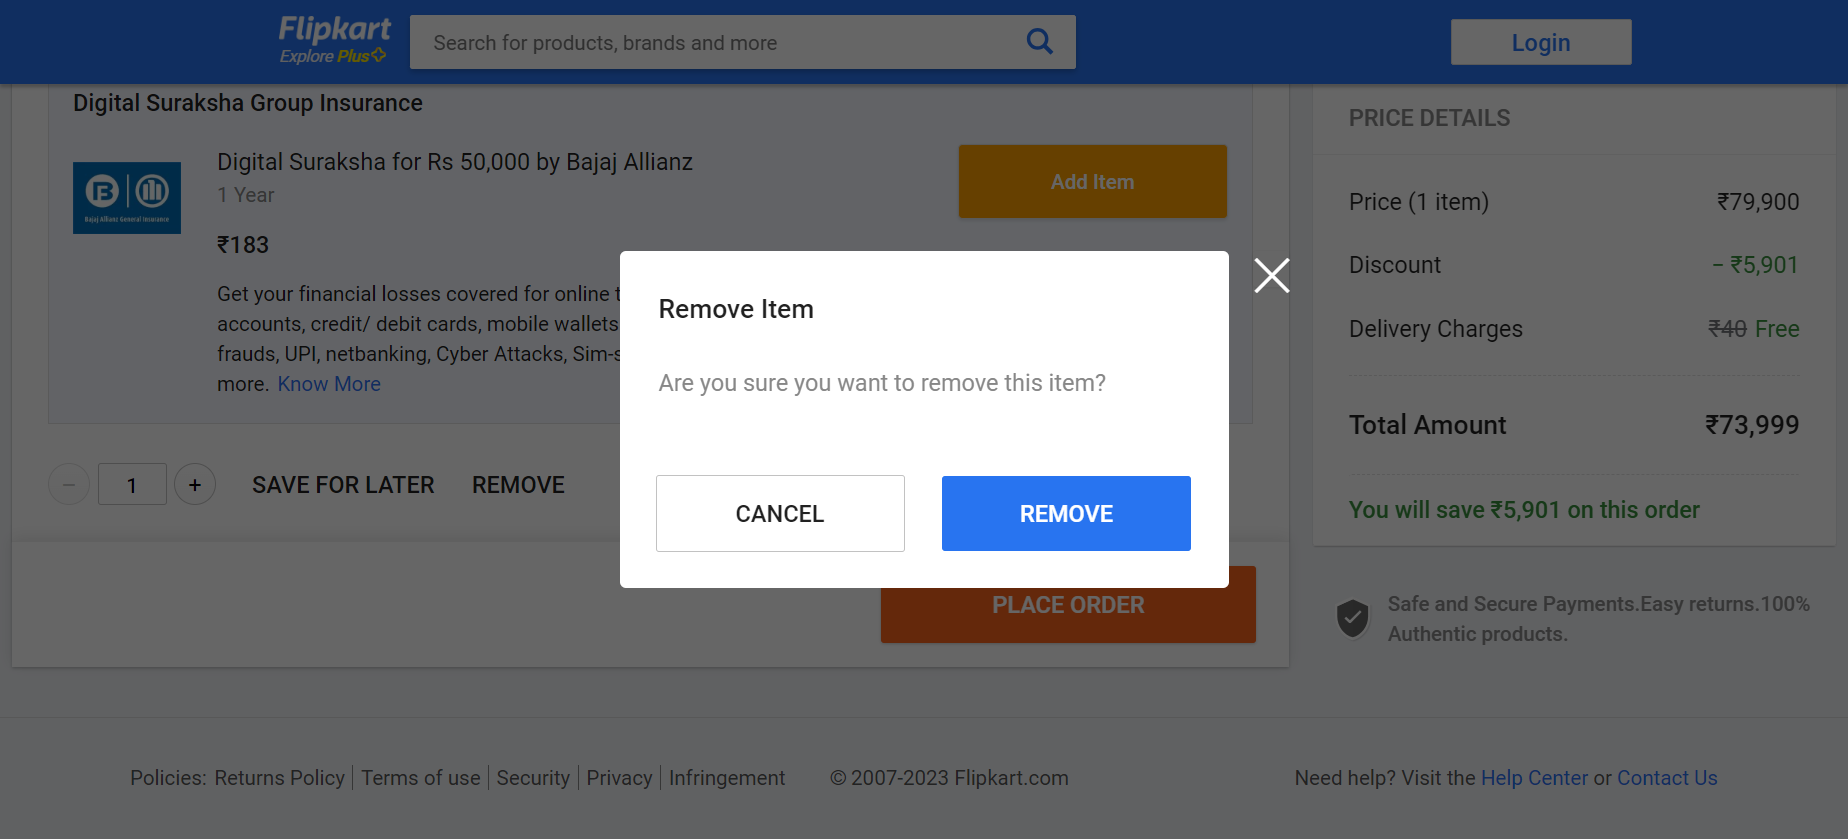 Flipkart
Explore Plus
Search for products, brands and more
Login
Digital Suraksha Group Insurance
Bajaj Allianz General Insurance
Digital Suraksha for Rs 50,000 by Bajaj Allianz
1 Year
₹183
Add Item
Get your financial losses covered for online t
accounts, credit/ debit cards, mobile wallets
frauds, UPI, netbanking, Cyber Attacks, Sim-s
more. Know More
1
SAVE FOR LATER
REMOVE
Remove Item
Are you sure you want to remove this item?
CANCEL
REMOVE
PLACE ORDER
PRICE DETAILS
Price (1 item) ₹79,900
Discount − ₹5,901
Delivery Charges ₹40 Free
Total Amount ₹73,999
You will save ₹5,901 on this order
Safe and Secure Payments.Easy returns.100%
Authentic products.
Policies: Returns Policy Terms of use Security Privacy Infringement
© 2007-2023 Flipkart.com
Need help? Visit the Help Center or Contact Us